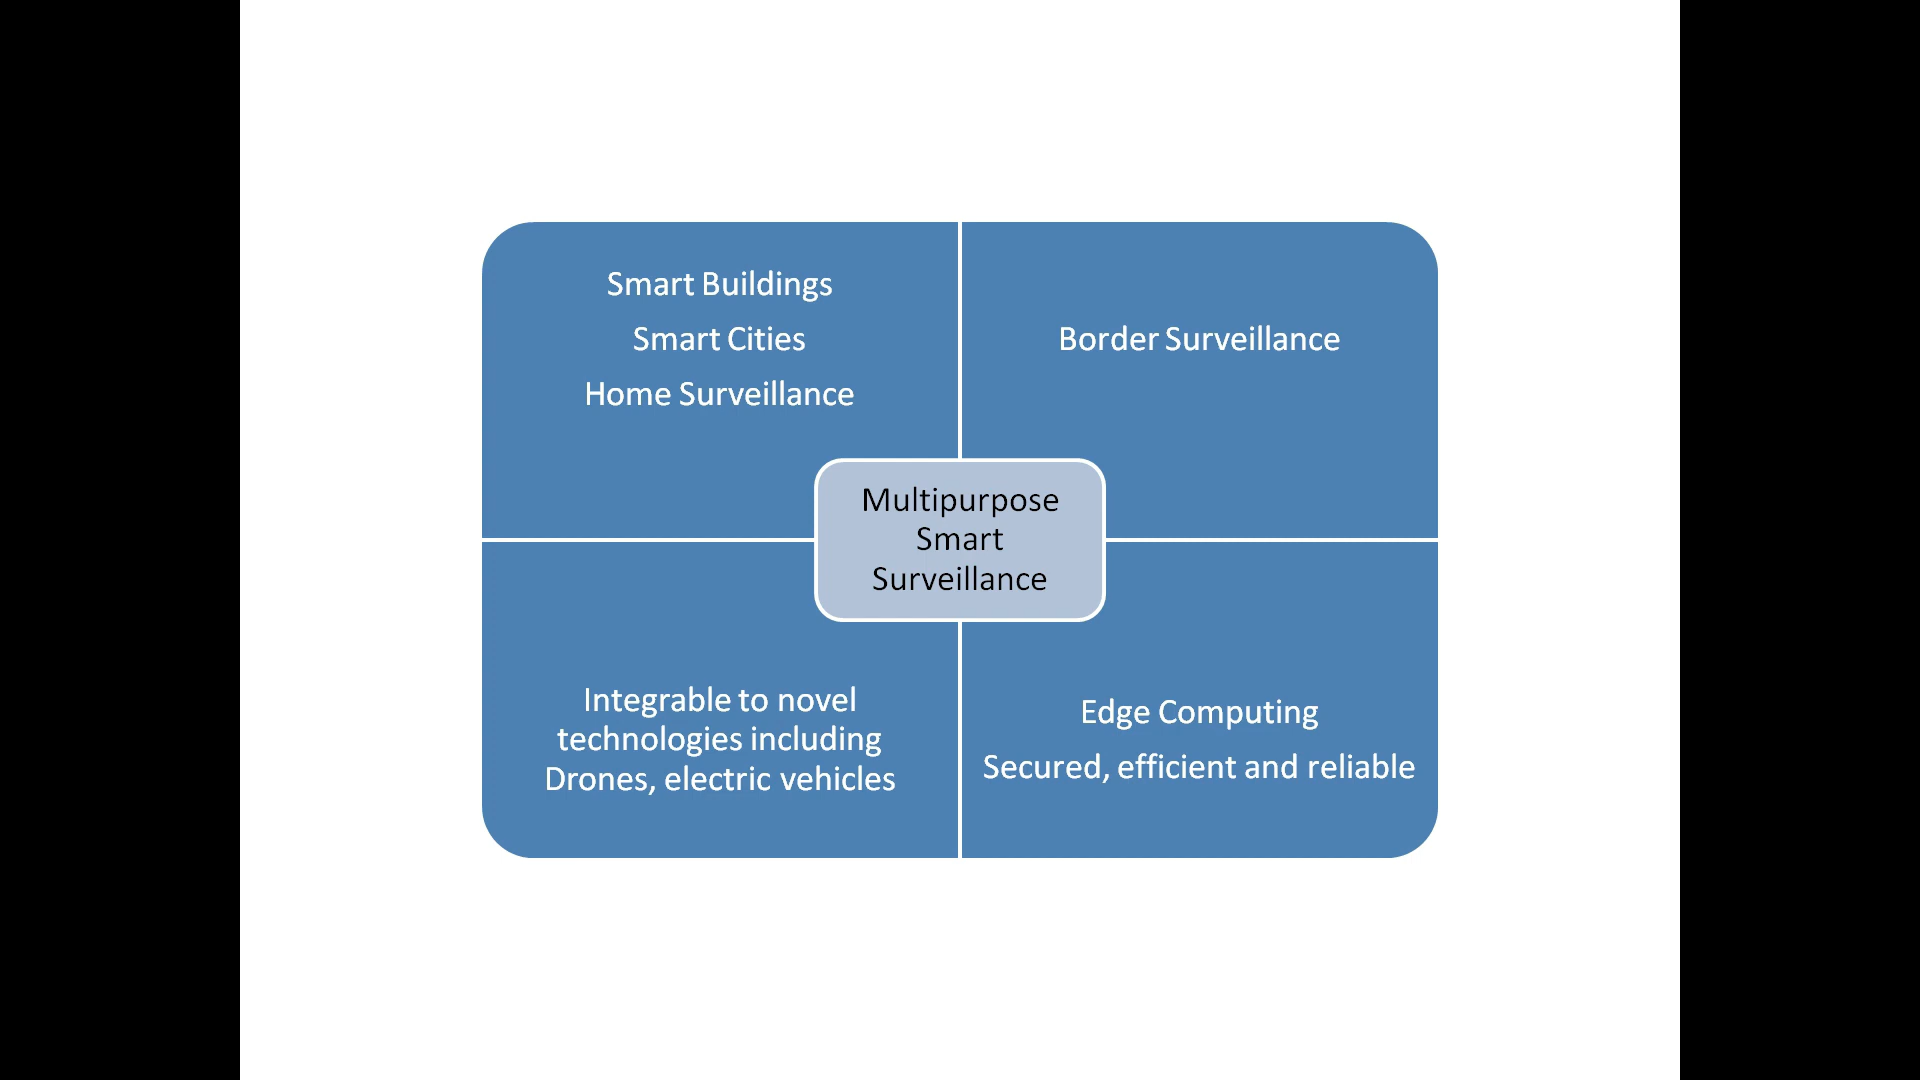 Smart Buildings
Smart Cities
Home Surveillance
Border Surveillance
Multipurpose
Smart
Surveillance
Integrable to novel
technologies including
Drones, electric vehicles
Edge Computing
Secured, efficient and reliable